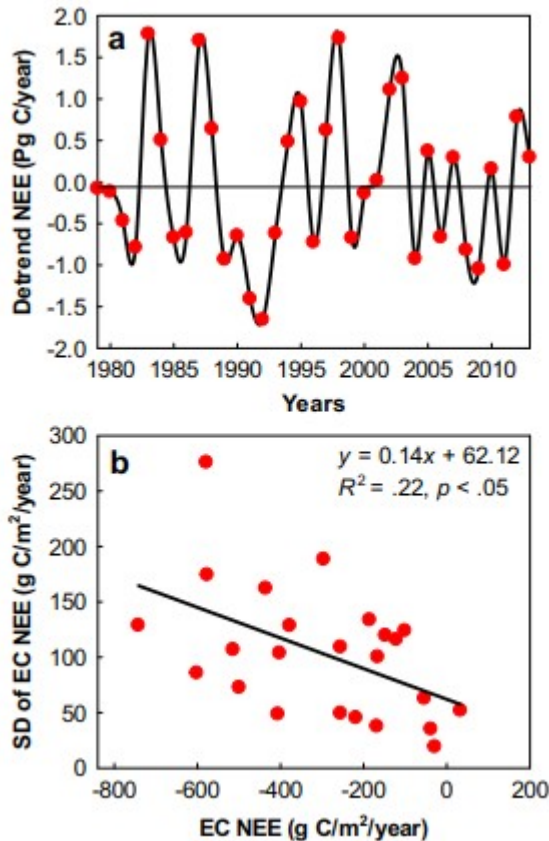 a
Detrend NEE (Pg C/year)
2.0
1.5
1.0
0.5
0.0
-0.5
-1.0
-1.5
-2.0
1980 1985 1990 1995 2000 2005 2010
Years
b
y = 0.14x + 62.12
R² = .22, p < .05
SD of EC NEE (g C/m²/year)
300
250
200
150
100
50
0
-800 -600 -400 -200 0 200
EC NEE (g C/m²/year)